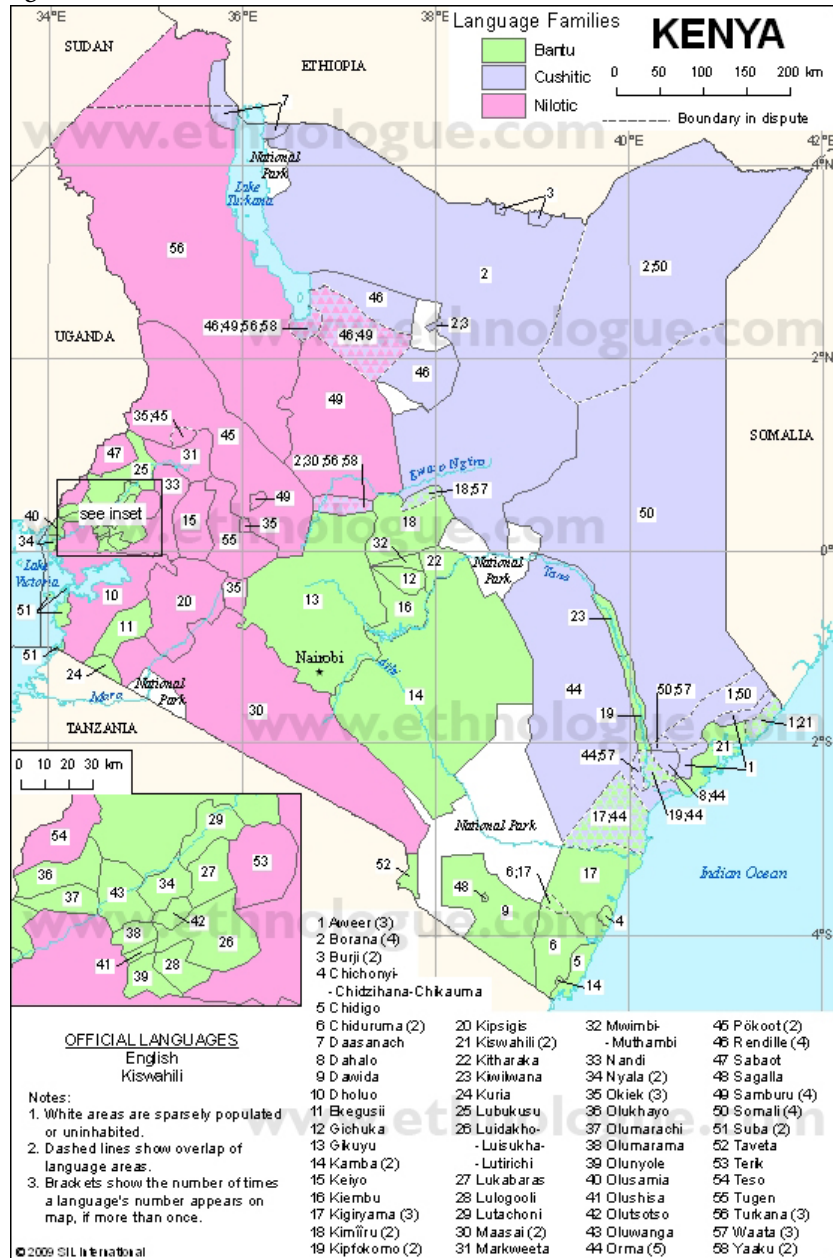 34°E
36°E
38°E
Language Families
Bantu
Cushitic
Nilotic
KENYA
0 50 100 150 200 km
Boundary in dispute
SUDAN
ETHIOPIA
7
40°E
42°E
4°N
www.ethnologue.com
National
Park
Lake
Turkana
3
56
2
2;50
46
UGANDA
46;49;56;58
46;49
2;3
www.ethnologue.com
2°N
46
49
35;45
45
SOMALIA
47
31
25
2;30;56;58
Ewaso Ngiro
33
49
18;57
see inset
40
15
18
50
35
www.ethnologue.com
34
55
32
0°
Lake
Victoria
22
National
Park
Tana
12
10
20
35
13
16
51
23
11
Nairobi
Athi
51
24
National
Park
Mara
44
50;57
1;50
14
1;21
30
19
TANZANIA
www.ethnologue.com
2°S
21
44;57
1
0 10 20 30 km
8;44
17;44
19;44
National Park
29
54
52
6;17
17
Indian Ocean
53
27
36
34
48
43
37
9
4
42
www.ethnologue.com
4°S
38
26
6
41
28
5
39
14
1 Aweer (3)
2 Borana (4)
3 Burji (2)
4 Chichonyi-
- Chidzihana-Chikauma
5 Chidigo
6 Chiduruma (2)
7 Daasanach
8 Dahalo
9 Dawida
10 Dholuo
11 Ekegusii
12 Gichuka
13 Gikuyu
14 Kamba (2)
15 Keiyo
16 Kiembu
17 Kigiryama (3)
18 Kimîîru (2)
19 Kipfokomo (2)
20 Kipsigis
21 Kiswahili (2)
22 Kitharaka
23 Kiwilwana
24 Kuria
25 Lubukusu
26 Luidakho-
- Luisukha-
- Lutirichi
27 Lukabaras
28 Lulogooli
29 Lutachoni
30 Maasai (2)
31 Markweeta
32 Mwimbi-
- Muthambi
33 Nandi
34 Nyala (2)
35 Okiek (3)
36 Olukhayo
37 Olumarachi
38 Olumarama
39 Olunyole
40 Olusamia
41 Olushisa
42 Olutsotso
43 Oluwanga
44 Orma (5)
45 Pökoot (2)
46 Rendille (4)
47 Sabaot
48 Sagalla
49 Samburu (4)
50 Somali (4)
51 Suba (2)
52 Taveta
53 Terik
54 Teso
55 Tugen
56 Turkana (3)
57 Waata (3)
58 Yaaku (2)
www.ethnologue.com
OFFICIAL LANGUAGES
English
Kiswahili
Notes:
1. White areas are sparsely populated
or uninhabited.
2. Dashed lines show overlap of
language areas.
3. Brackets show the number of times
a language's number appears on
map, if more than once.
© 2009 SIL International